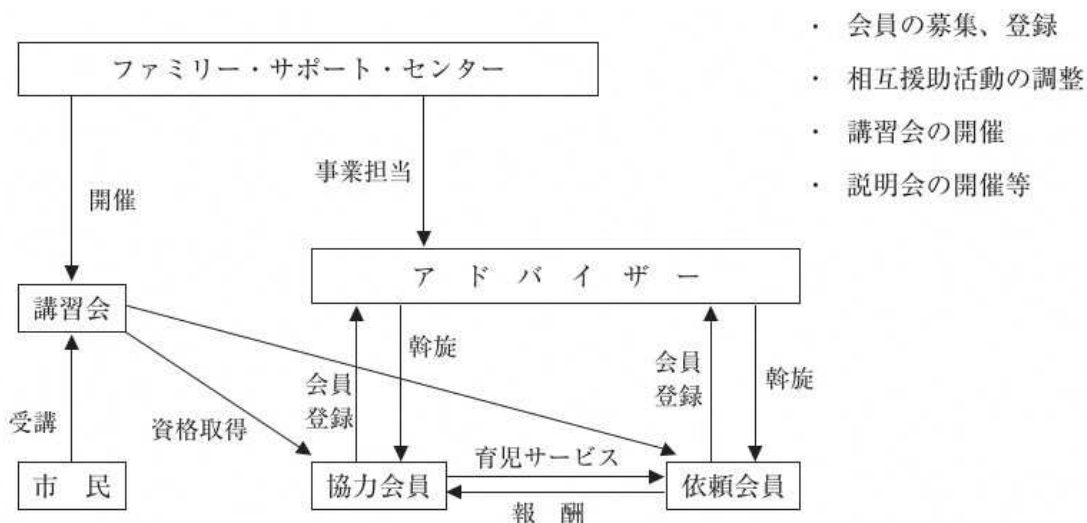 ファミリー・サポート・センター
・ 会員の募集、登録
・ 相互援助活動の調整
・ 講習会の開催
・ 説明会の開催等
開催
事業担当
アドバイザー
講習会
会員
登録
斡旋
会員
登録
斡旋
受講
資格取得
育児サービス
市 民
協力会員
依頼会員
報 酬